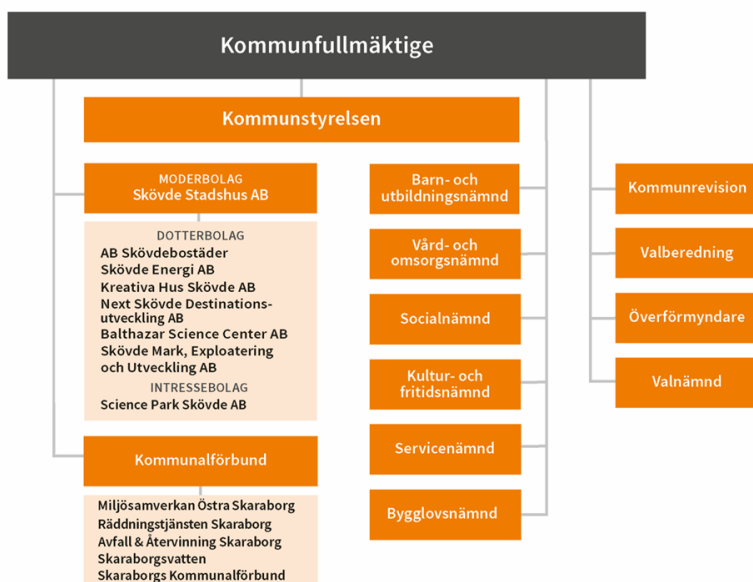 Kommunfullmäktige
Kommunstyrelsen
MODERBOLAG
Skövde Stadshus AB
DOTTERBOLAG
AB Skövdebostäder
Skövde Energi AB
Kreativa Hus Skövde AB
Next Skövde Destinations-
utveckling AB
Balthazar Science Center AB
Skövde Mark, Exploatering
och Utveckling AB
INTRESSEBOLAG
Science Park Skövde AB
Kommunalförbund
Miljösamverkan Östra Skaraborg
Räddningstjänsten Skaraborg
Avfall & Återvinning Skaraborg
Skaraborgsvatten
Skaraborgs Kommunalförbund
Barn- och
utbildningsnämnd
Vård- och
omsorgsnämnd
Socialnämnd
Kultur- och
fritidsnämnd
Servicenämnd
Bygglovsnämnd
Kommunrevision
Valberedning
Överförmyndare
Valnämnd